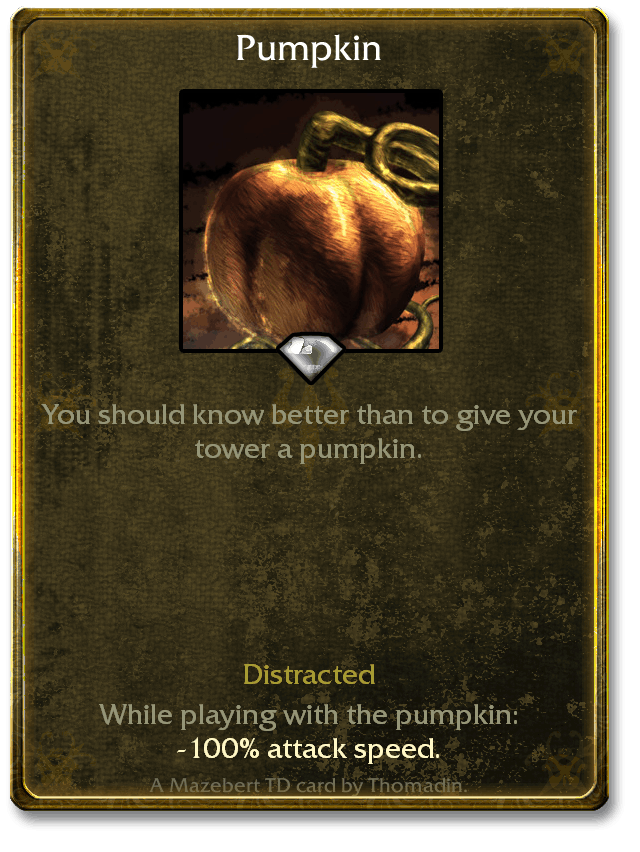 Pumpkin
You should know better than to give your
tower a pumpkin.
Distracted
While playing with the pumpkin:
-100% attack speed.
A Mazebert TD card by Thomadin.